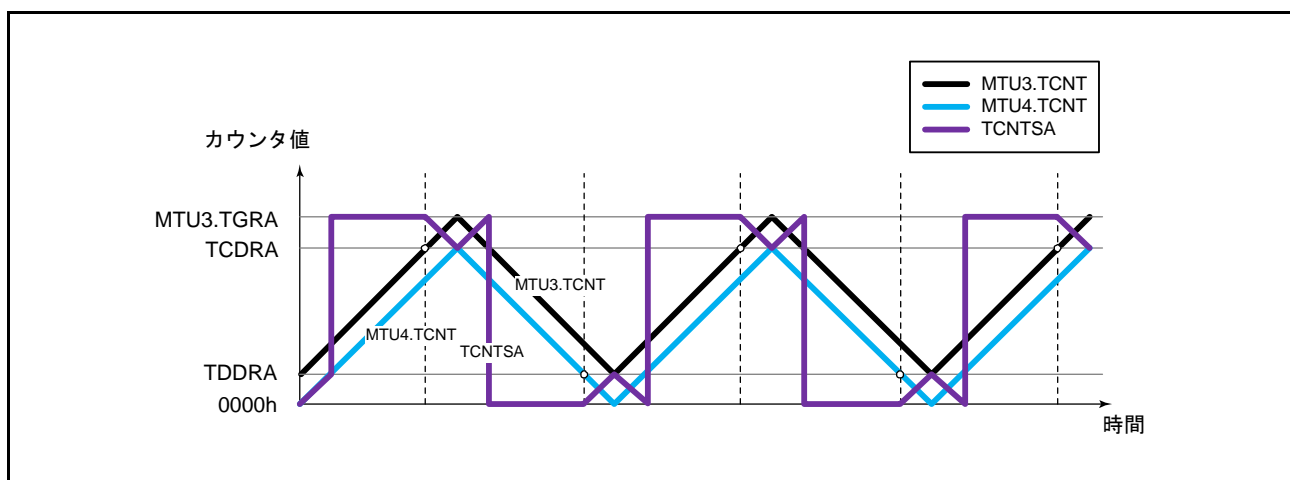 MTU3.TCNT
MTU4.TCNT
TCNTSA
カウンタ値
MTU3.TGRA
TCDRA
MTU3.TCNT
MTU4.TCNT
TCNTSA
TDDRA
0000h
時間